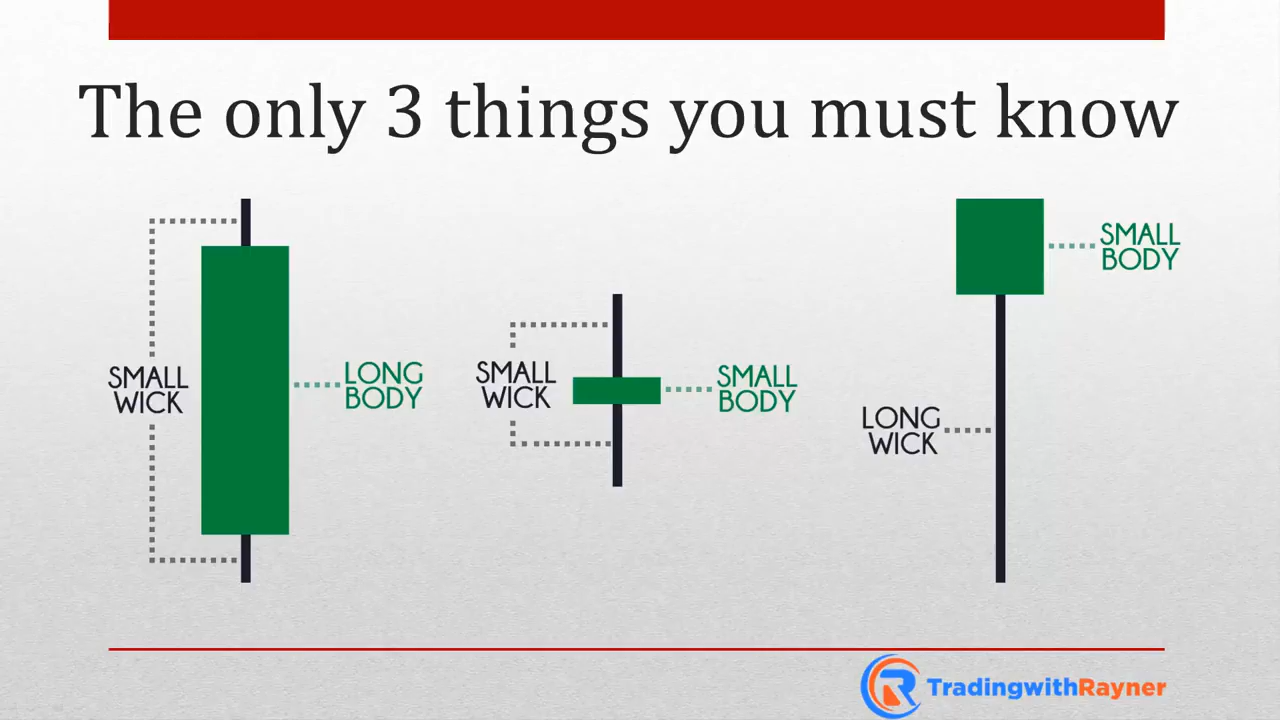 The only 3 things you must know
SMALL
WICK
LONG
BODY
SMALL
WICK
SMALL
BODY
LONG
WICK
SMALL
BODY
TradingwithRayner